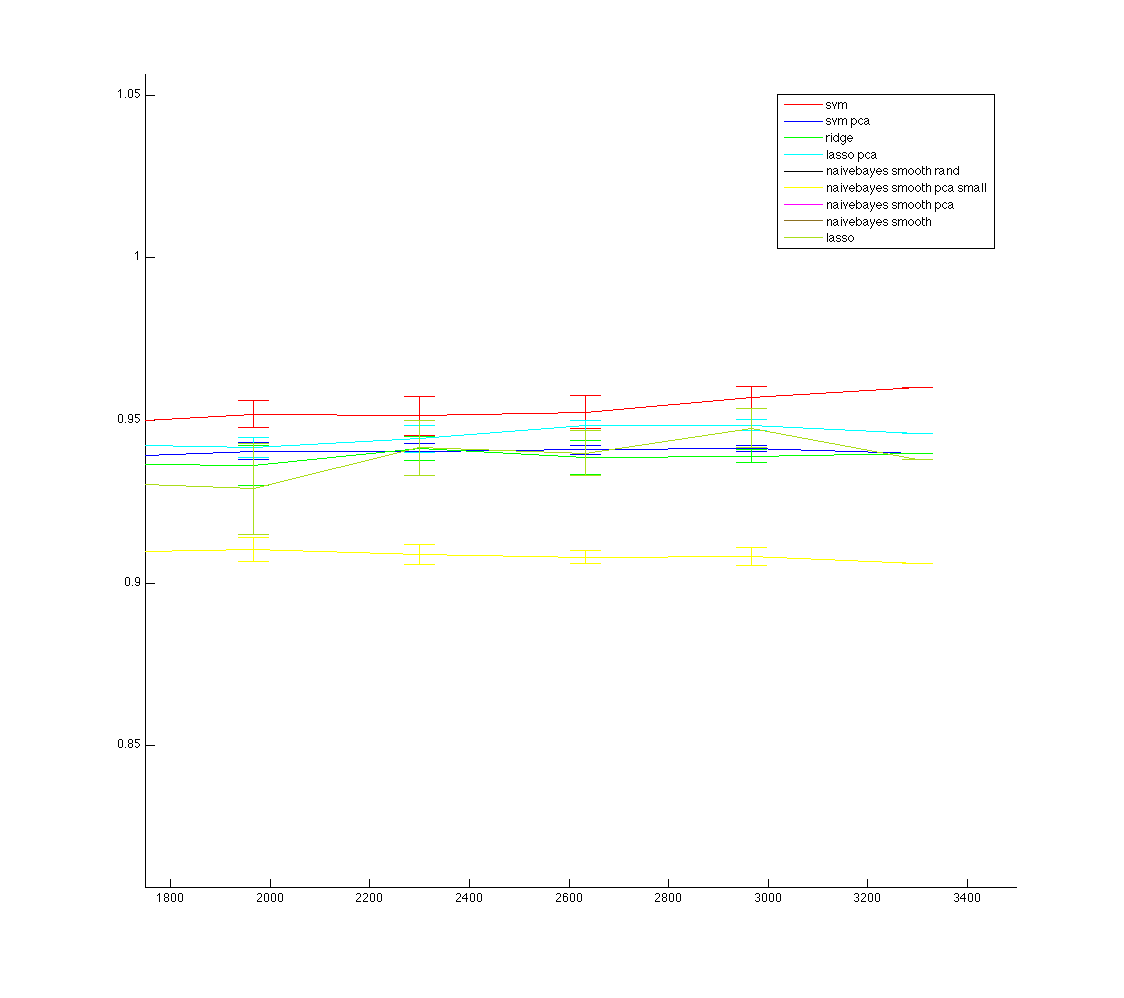 1.05
1
0.95
0.9
0.85
1800 2000 2200 2400 2600 2800 3000 3200 3400
svm
svm pca
ridge
lasso pca
naivebayes smooth rand
naivebayes smooth pca small
naivebayes smooth pca
naivebayes smooth
lasso